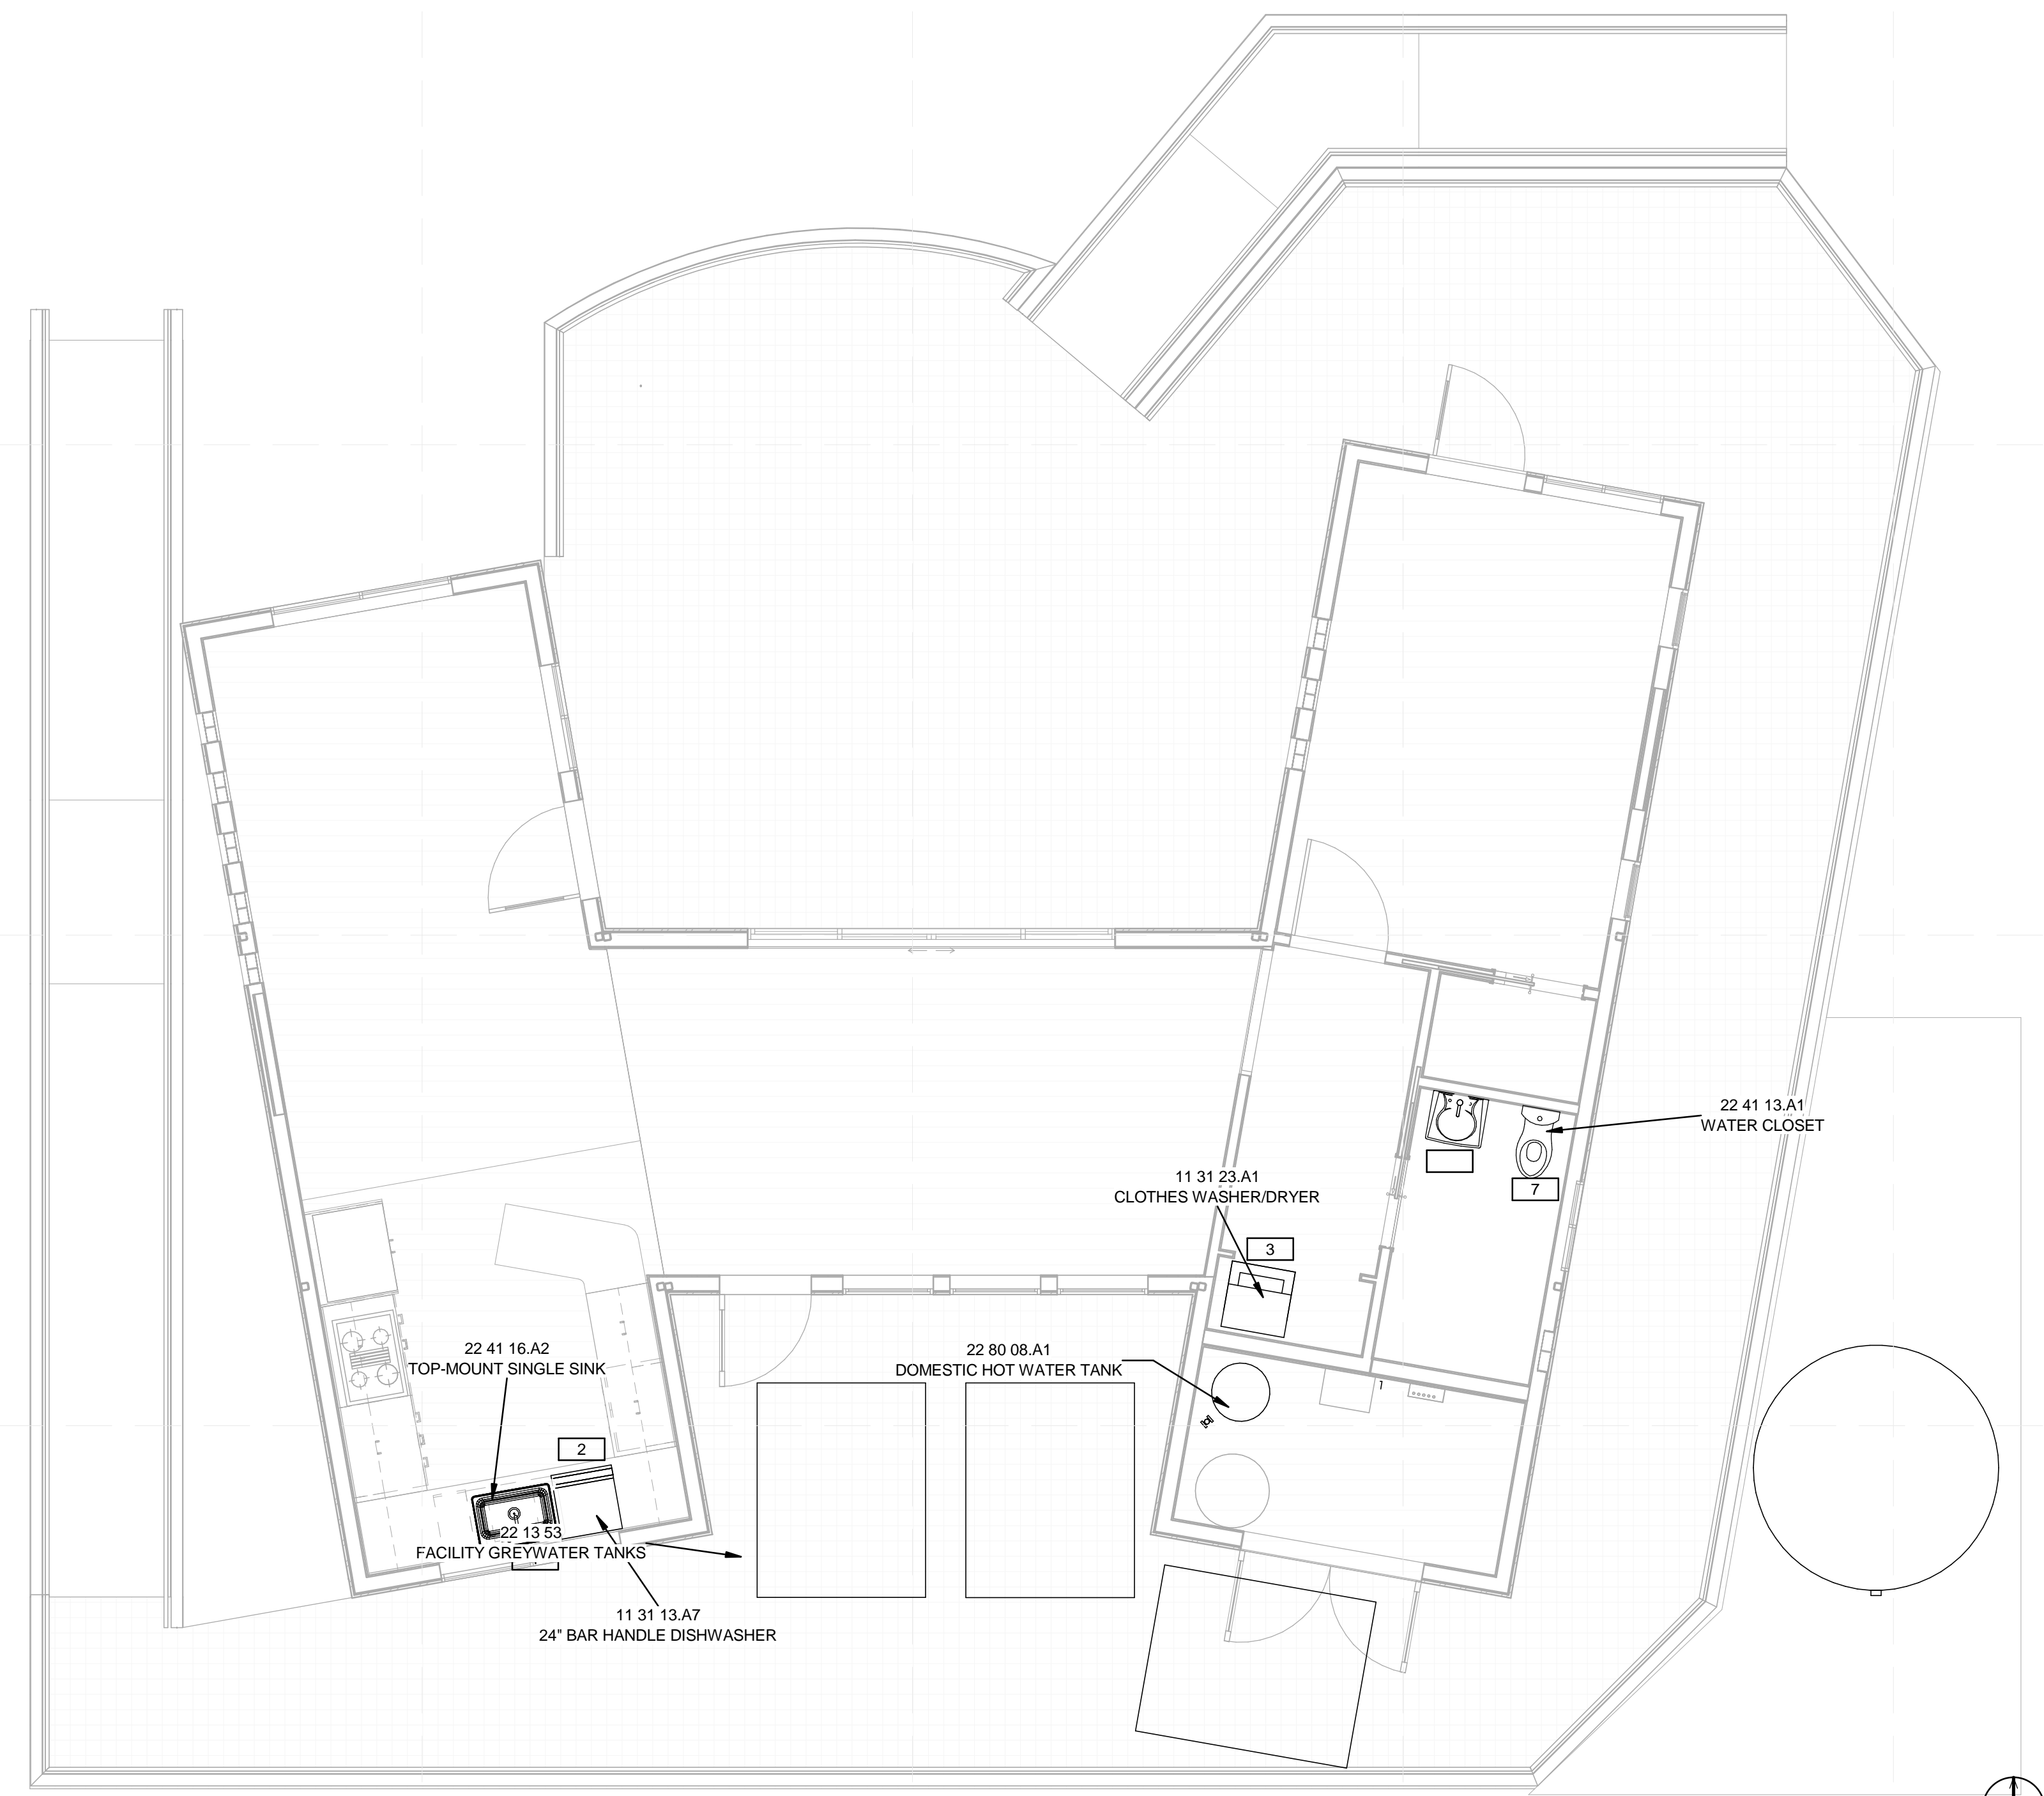 22 41 13.A1
WATER CLOSET
11 31 23.A1
CLOTHES WASHER/DRYER
7
3
22 41 16.A2
TOP-MOUNT SINGLE SINK
22 80 08.A1
DOMESTIC HOT WATER TANK
2
22 13 53
FACILITY GREYWATER TANKS
11 31 13.A7
24" BAR HANDLE DISHWASHER